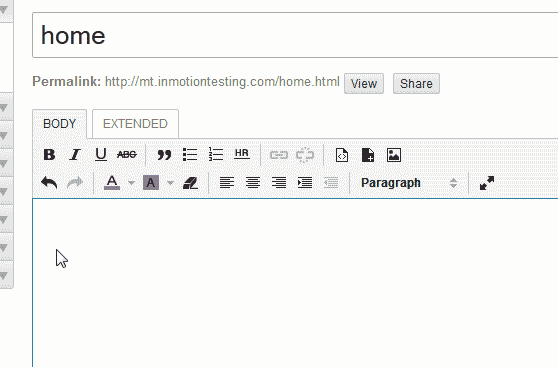 home
Permalink: http://mt.inmotiontesting.com/home.html View Share
BODY EXTENDED
B I U ABC HR
A A Paragraph